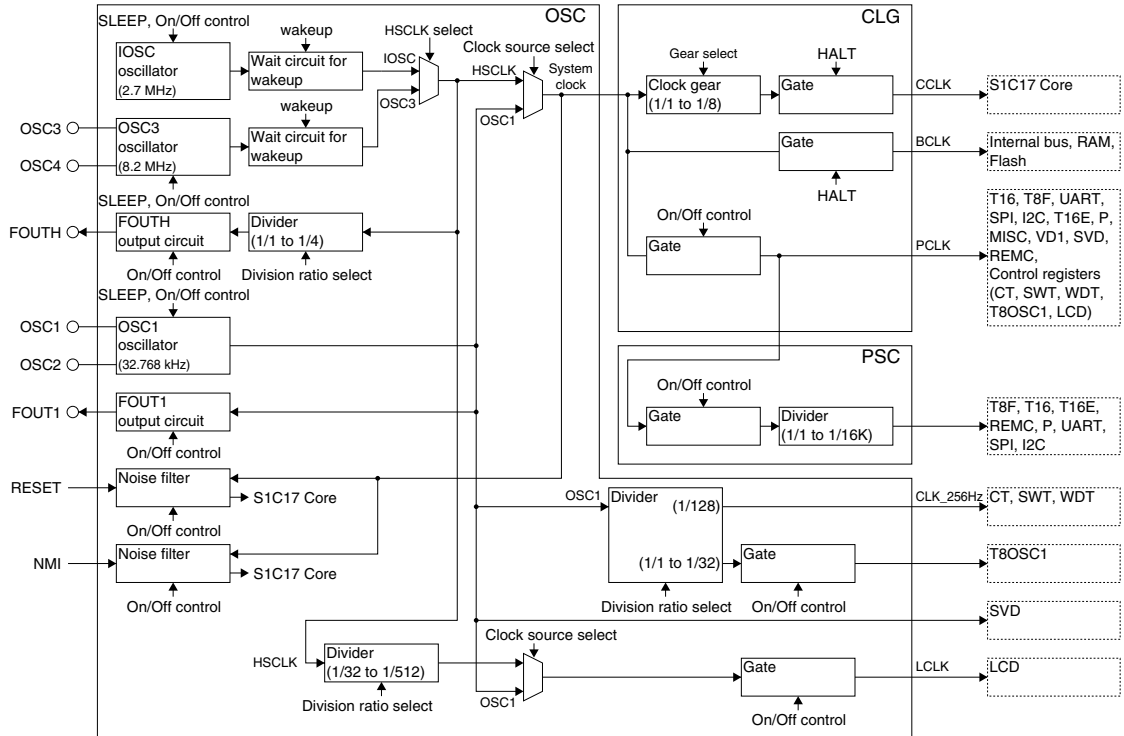 OSC
CLG
SLEEP, On/Off control
IOSC
oscillator
(2.7 MHz)
wakeup
Wait circuit for
wakeup
IOSC
HSCLK select
Clock source select
HSCLK
System
clock
OSC3
OSC1
Gear select
Clock gear
(1/1 to 1/8)
HALT
Gate
CCLK
S1C17 Core
OSC3
OSC4
OSC3
oscillator
(8.2 MHz)
wakeup
Wait circuit for
wakeup
SLEEP, On/Off control
Gate
HALT
BCLK
Internal bus, RAM,
Flash
FOUTH
FOUTH
output circuit
On/Off control
Divider
(1/1 to 1/4)
Division ratio select
On/Off control
Gate
PCLK
T16, T8F, UART,
SPI, I2C, T16E, P,
MISC, VD1, SVD,
REMC,
Control registers
(CT, SWT, WDT,
T8OSC1, LCD)
SLEEP, On/Off control
OSC1
OSC2
OSC1
oscillator
(32.768 kHz)
PSC
On/Off control
Gate
Divider
(1/1 to 1/16K)
T8F, T16, T16E,
REMC, P, UART,
SPI, I2C
FOUT1
FOUT1
output circuit
On/Off control
RESET
Noise filter
S1C17 Core
On/Off control
OSC1
Divider
(1/128)
(1/1 to 1/32)
Division ratio select
CLK_256Hz
CT, SWT, WDT
NMI
Noise filter
S1C17 Core
On/Off control
Gate
On/Off control
T8OSC1
SVD
HSCLK
Divider
(1/32 to 1/512)
Division ratio select
Clock source select
OSC1
Gate
On/Off control
LCLK
LCD